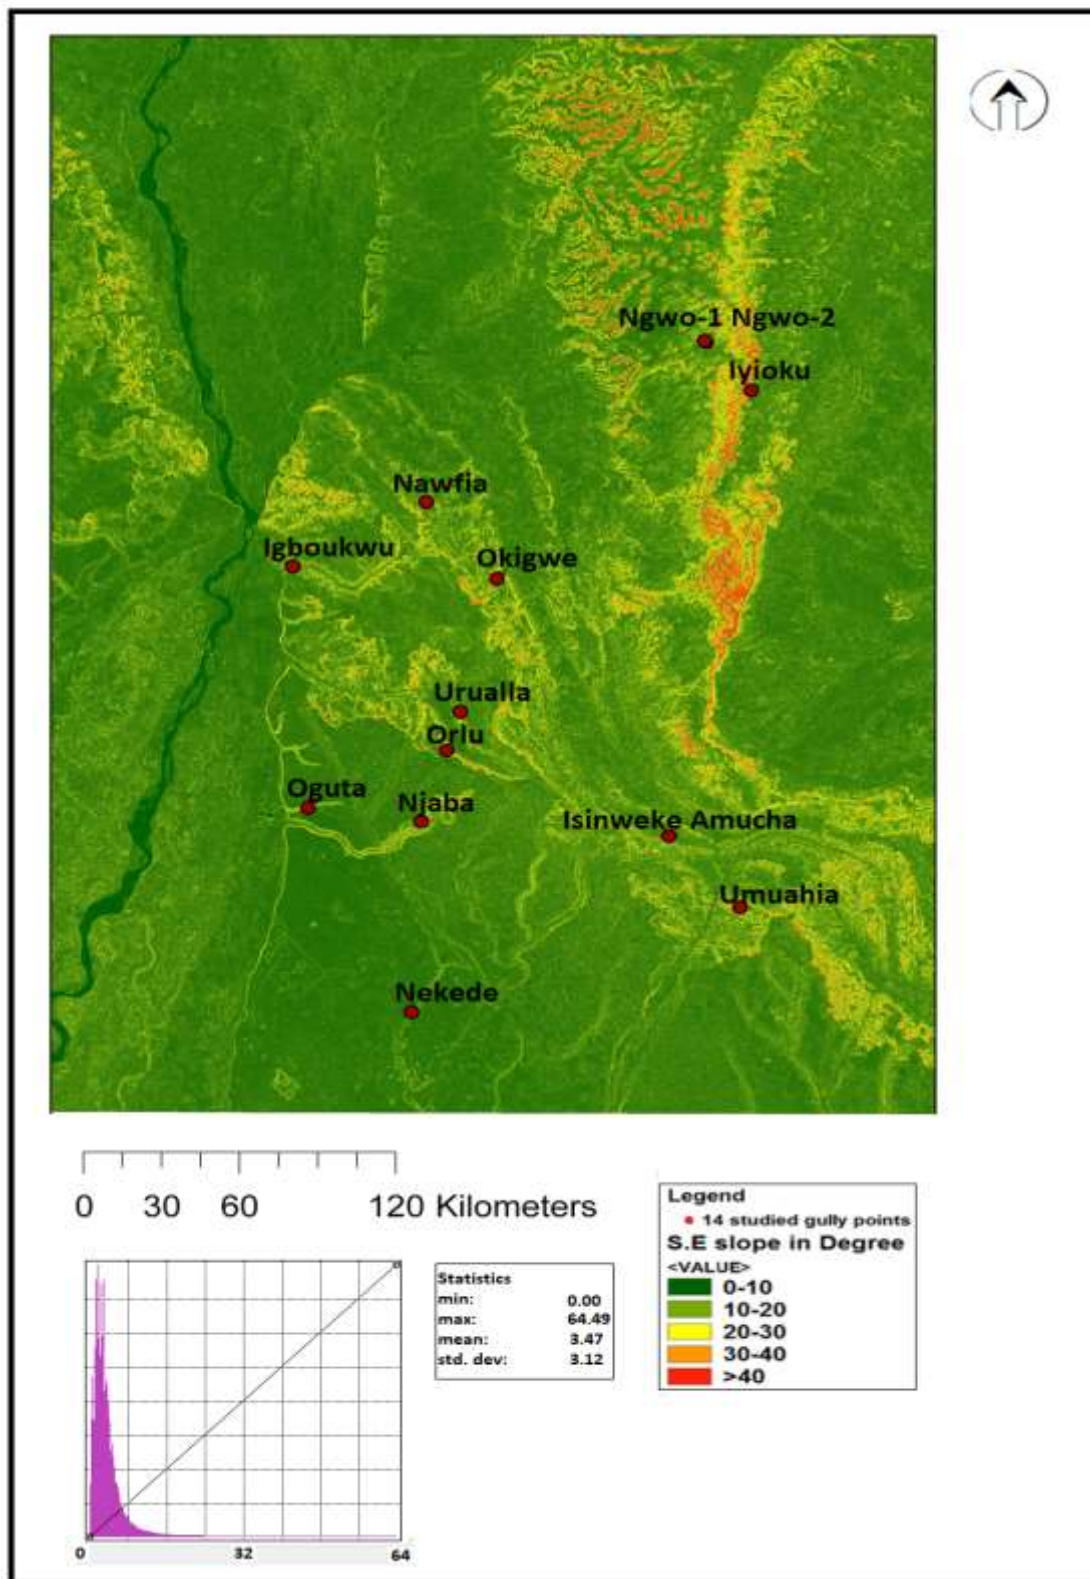 Ngwo-1 Ngwo-2
Iyioku
Nawfia
Igboukwu
Okigwe
Urualla
Orlu
Oguta
Njaba
Isinweke Amucha
Umuahia
Nekede
0 30 60 120 Kilometers
Legend
14 studied gully points
S.E slope in Degree
<VALUE>
0-10
10-20
20-30
30-40
>40
Statistics
min: 0.00
max: 64.49
mean: 3.47
std. dev: 3.12
0 32 64